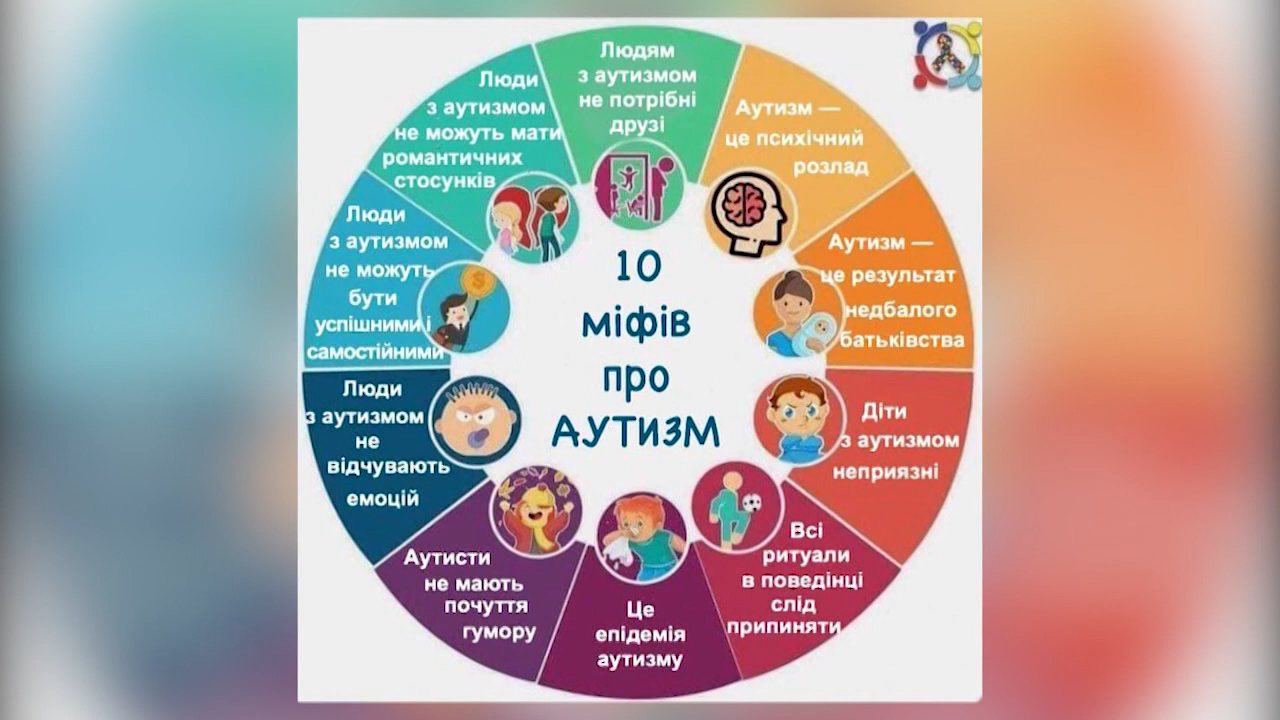 10
міфів
про
АУТИЗМ
Людям
з аутизмом
не потрібні
друзі
Аутизм —
це психічний
розлад
Аутизм —
це результат
недбалого
батьківства
Діти
з аутизмом
неприязні
Всі
ритуали
в поведінці
слід
припиняти
Це
епідемія
аутизму
Аутисти
не мають
почуття
гумору
Люди
з аутизмом
не
відчувають
емоцій
Люди
з аутизмом
не можуть
бути
успішними і
самостійними
Люди
з аутизмом
не можуть мати
романтичних
стосунків